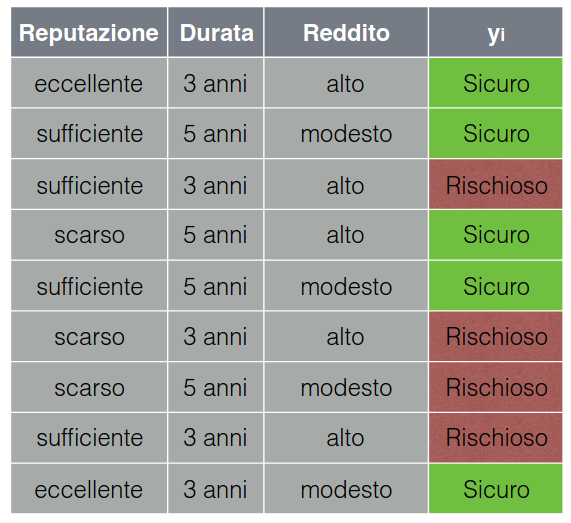 Reputazione Durata Reddito yi
eccellente 3 anni alto Sicuro
sufficiente 5 anni modesto Sicuro
sufficiente 3 anni alto Rischioso
scarso 5 anni alto Sicuro
sufficiente 5 anni modesto Sicuro
scarso 3 anni alto Rischioso
scarso 5 anni modesto Rischioso
sufficiente 3 anni alto Rischioso
eccellente 3 anni modesto Sicuro